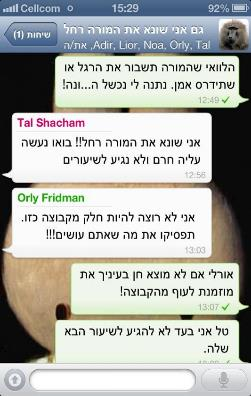 Cellcom
15:29
92%
גם אני שונא את המורה רחל
Adir, Lior, Noa, Orly, Tal, את/ה
שיחות (1)
הלוואי שהמורה תשבור את הרגל או
שתידרס אמן. נתנה לי נכשל ה...ונה!
12:49
Tal Shacham
אני שונא את המורה רחל!! בואו נעשה
עליה חרם ולא נגיע לשיעורים
12:56
Orly Fridman
אני לא רוצה להיות חלק מקבוצה כזו.
תפסיקו את מה שאתם עושים!!!
13:03
אורלי אם לא מוצא חן בעיניך את
מוזמנת לעוף מהקבוצה!
13:07
טל אני בעד לא להגיע לשיעור הבא
שלה.